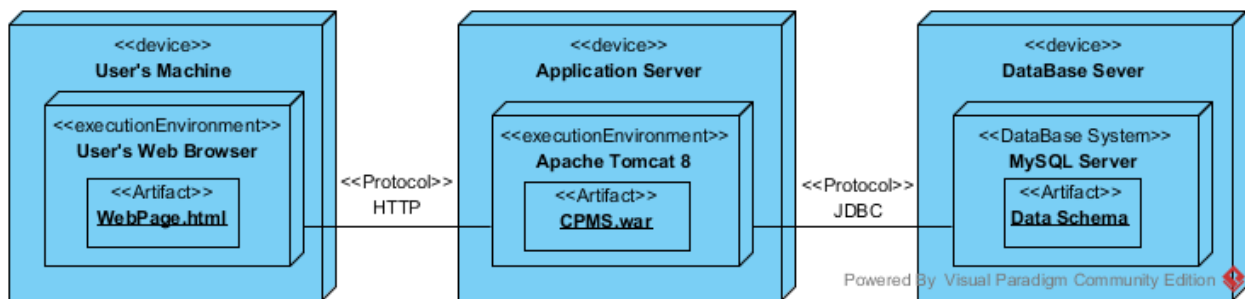 <<device>>
User's Machine
<<executionEnvironment>>
User's Web Browser
<<Artifact>>
WebPage.html
<<Protocol>>
HTTP
<<device>>
Application Server
<<executionEnvironment>>
Apache Tomcat 8
<<Artifact>>
CPMS.war
<<Protocol>>
JDBC
<<device>>
DataBase Sever
<<DataBase System>>
MySQL Server
<<Artifact>>
Data Schema
Powered By Visual Paradigm Community Edition